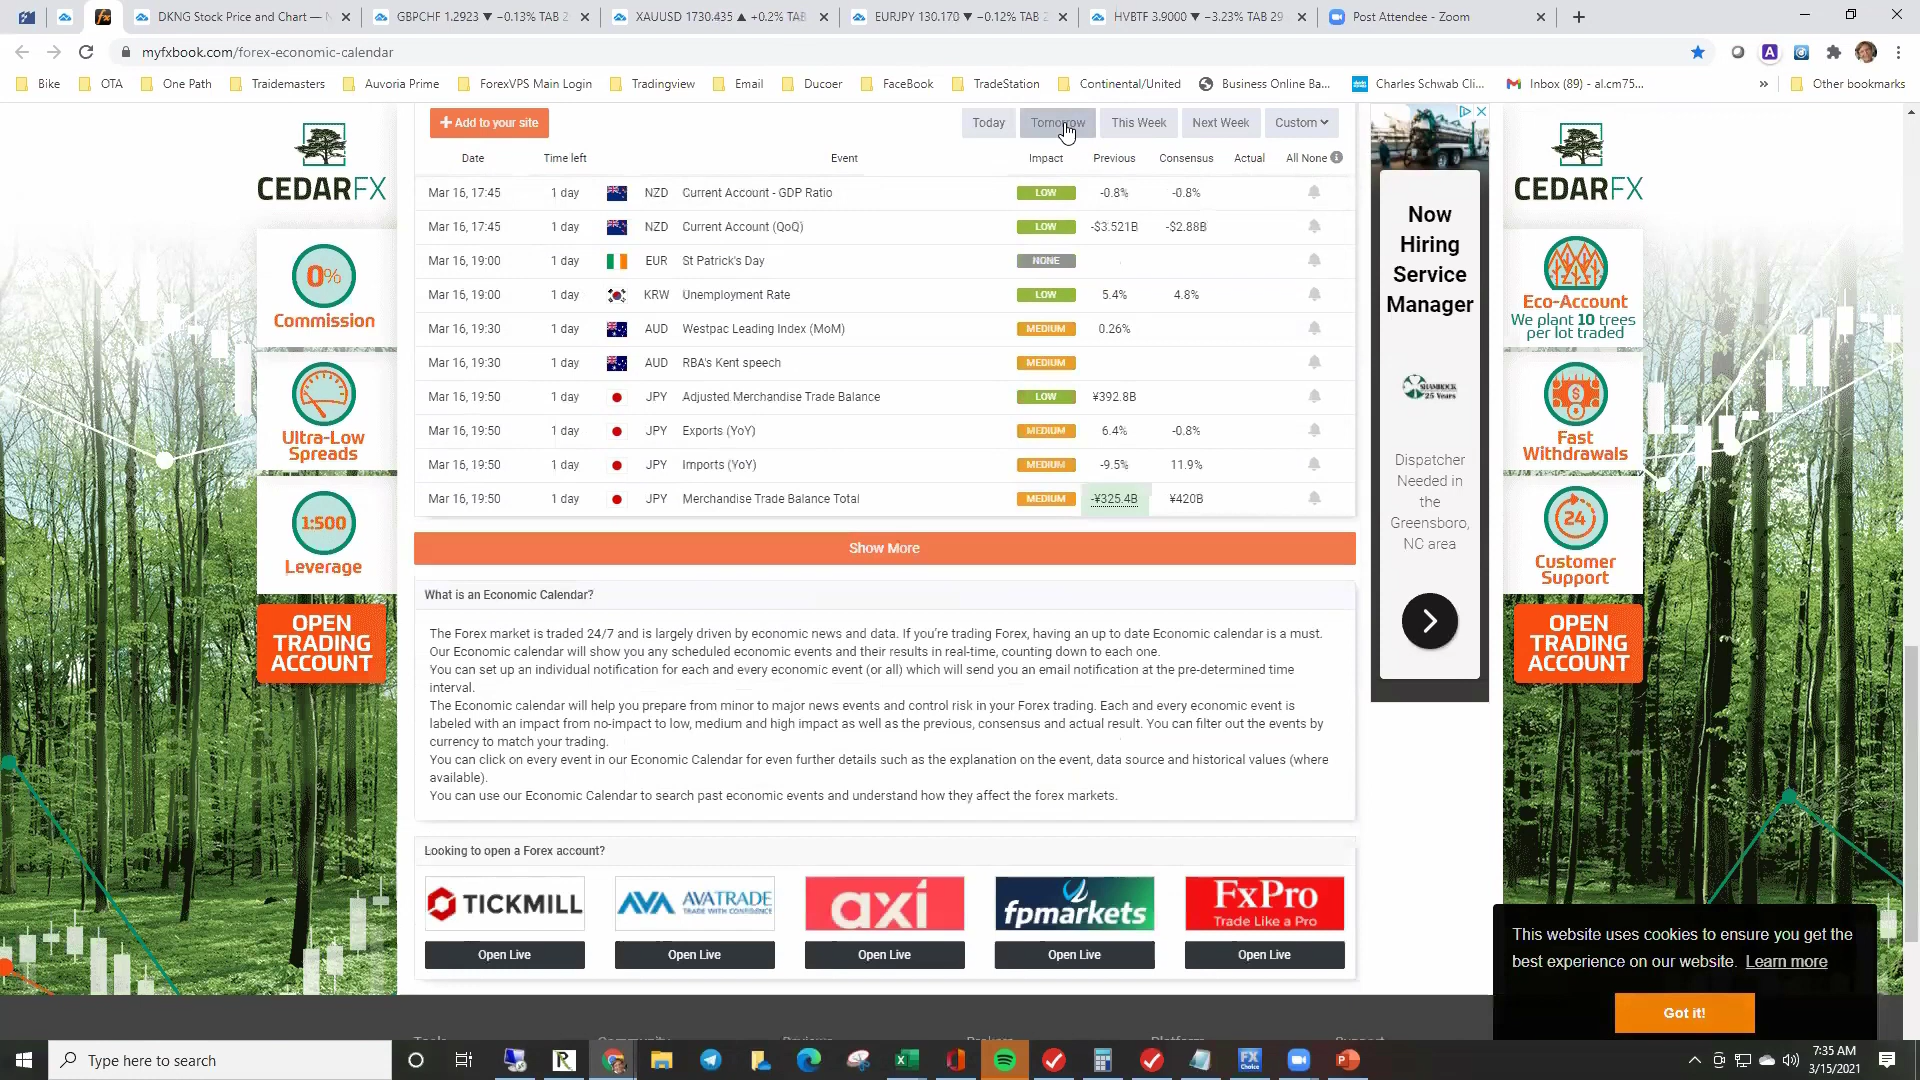 DKNG Stock Price and Chart — N
GBPCHF 1.2923 ▼ −0.13% TAB 2
XAUUSD 1730.435 ▲ +0.2% TAB
EURJPY 130.170 ▼ −0.12% TAB 2
HVBTF 3.9000 ▼ −3.23% TAB 29
Post Attendee - Zoom
myfxbook.com/forex-economic-calendar
Bike
OTA
One Path
Traidemasters
Auvoria Prime
ForexVPS Main Login
Tradingview
Email
Ducoer
FaceBook
TradeStation
Continental/United
Business Online Ba...
Charles Schwab Cli...
Inbox (89) - al.cm75...
Other bookmarks
+ Add to your site
Today
Tomorrow
This Week
Next Week
Custom
Date Time left Event Impact Previous Consensus Actual All None
Mar 16, 17:45 1 day NZD Current Account - GDP Ratio LOW -0.8% -0.8%
Mar 16, 17:45 1 day NZD Current Account (QoQ) LOW -$3.521B -$2.88B
Mar 16, 19:00 1 day EUR St Patrick's Day NONE
Mar 16, 19:00 1 day KRW Unemployment Rate LOW 5.4% 4.8%
Mar 16, 19:30 1 day AUD Westpac Leading Index (MoM) MEDIUM 0.26%
Mar 16, 19:30 1 day AUD RBA's Kent speech MEDIUM
Mar 16, 19:50 1 day JPY Adjusted Merchandise Trade Balance LOW ¥392.8B
Mar 16, 19:50 1 day JPY Exports (YoY) MEDIUM 6.4% -0.8%
Mar 16, 19:50 1 day JPY Imports (YoY) MEDIUM -9.5% 11.9%
Mar 16, 19:50 1 day JPY Merchandise Trade Balance Total MEDIUM -¥325.4B ¥420B
Show More
What is an Economic Calendar?
The Forex market is traded 24/7 and is largely driven by economic news and data. If you're trading Forex, having an up to date Economic calendar is a must.
Our Economic calendar will show you any scheduled economic events and their results in real-time, counting down to each one.
You can set up an individual notification for each and every economic event (or all) which will send you an email notification at the pre-determined time
interval.
The Economic calendar will help you prepare from minor to major news events and control risk in your Forex trading. Each and every economic event is
labeled with an impact from no-impact to low, medium and high impact as well as the previous, consensus and actual result. You can filter out the events by
currency to match your trading.
You can click on every event in our Economic Calendar for even further details such as the explanation on the event, data source and historical values (where
available).
You can use our Economic Calendar to search past economic events and understand how they affect the forex markets.
Looking to open a Forex account?
TICKMILL
AVA AVATRADE
TRADE WITH CONFIDENCE
axi
fpmarkets
FxPro
Trade Like a Pro
Open Live
Open Live
Open Live
Open Live
Open Live
CEDARFX
0%
Commission
Ultra-Low
Spreads
1:500
Leverage
OPEN
TRADING
ACCOUNT
Now
Hiring
Service
Manager
SHAMROCK
25 Years
Dispatcher
Needed in
the
Greensboro,
NC area
CEDARFX
Eco-Account
We plant 10 trees
per lot traded
Fast
Withdrawals
24
Customer
Support
OPEN
TRADING
ACCOUNT
This website uses cookies to ensure you get the
best experience on our website. Learn more
Got it!
Type here to search
FX
Choice
7:35 AM
3/15/2021